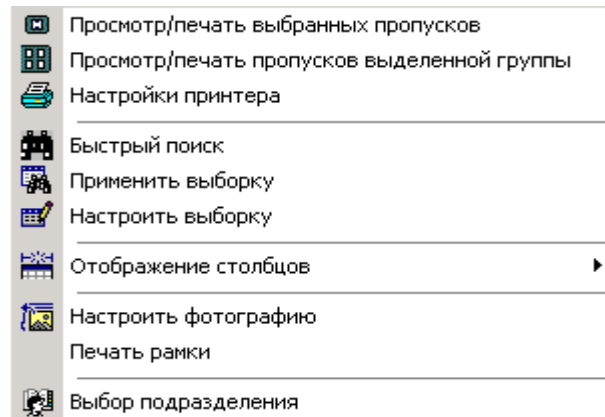 Просмотр/печать выбранных пропусков
Просмотр/печать пропусков выделенной группы
Настройки принтера
Быстрый поиск
Применить выборку
Настроить выборку
Отображение столбцов
Настроить фотографию
Печать рамки
Выбор подразделения